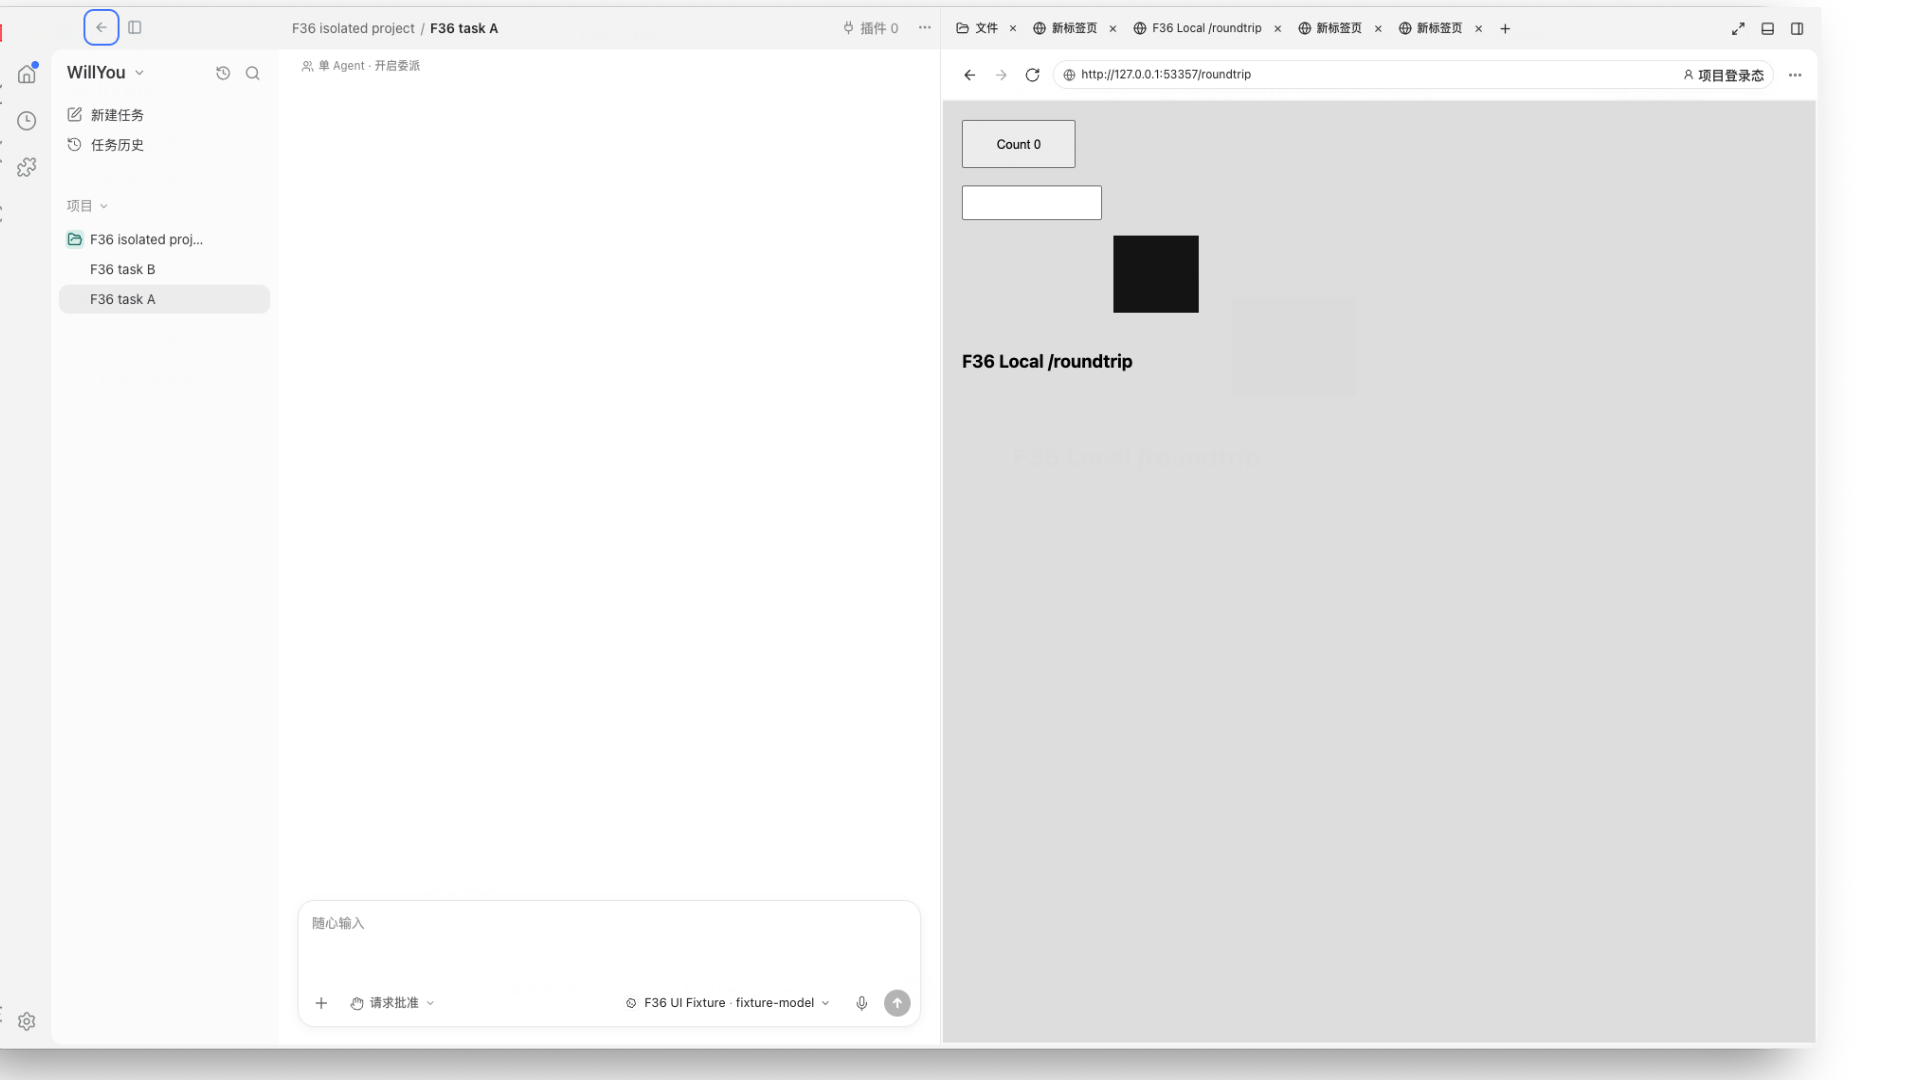 F36 isolated project / F36 task A
插件 0
文件
新标签页
F36 Local /roundtrip
新标签页
新标签页
WillYou
单 Agent · 开启委派
http://127.0.0.1:53357/roundtrip
项目登录态
新建任务
任务历史
项目
F36 isolated proj...
F36 task B
F36 task A
Count 0
F36 Local /roundtrip
F36 Local /roundtrip
随心输入
请求批准
F36 UI Fixture · fixture-model